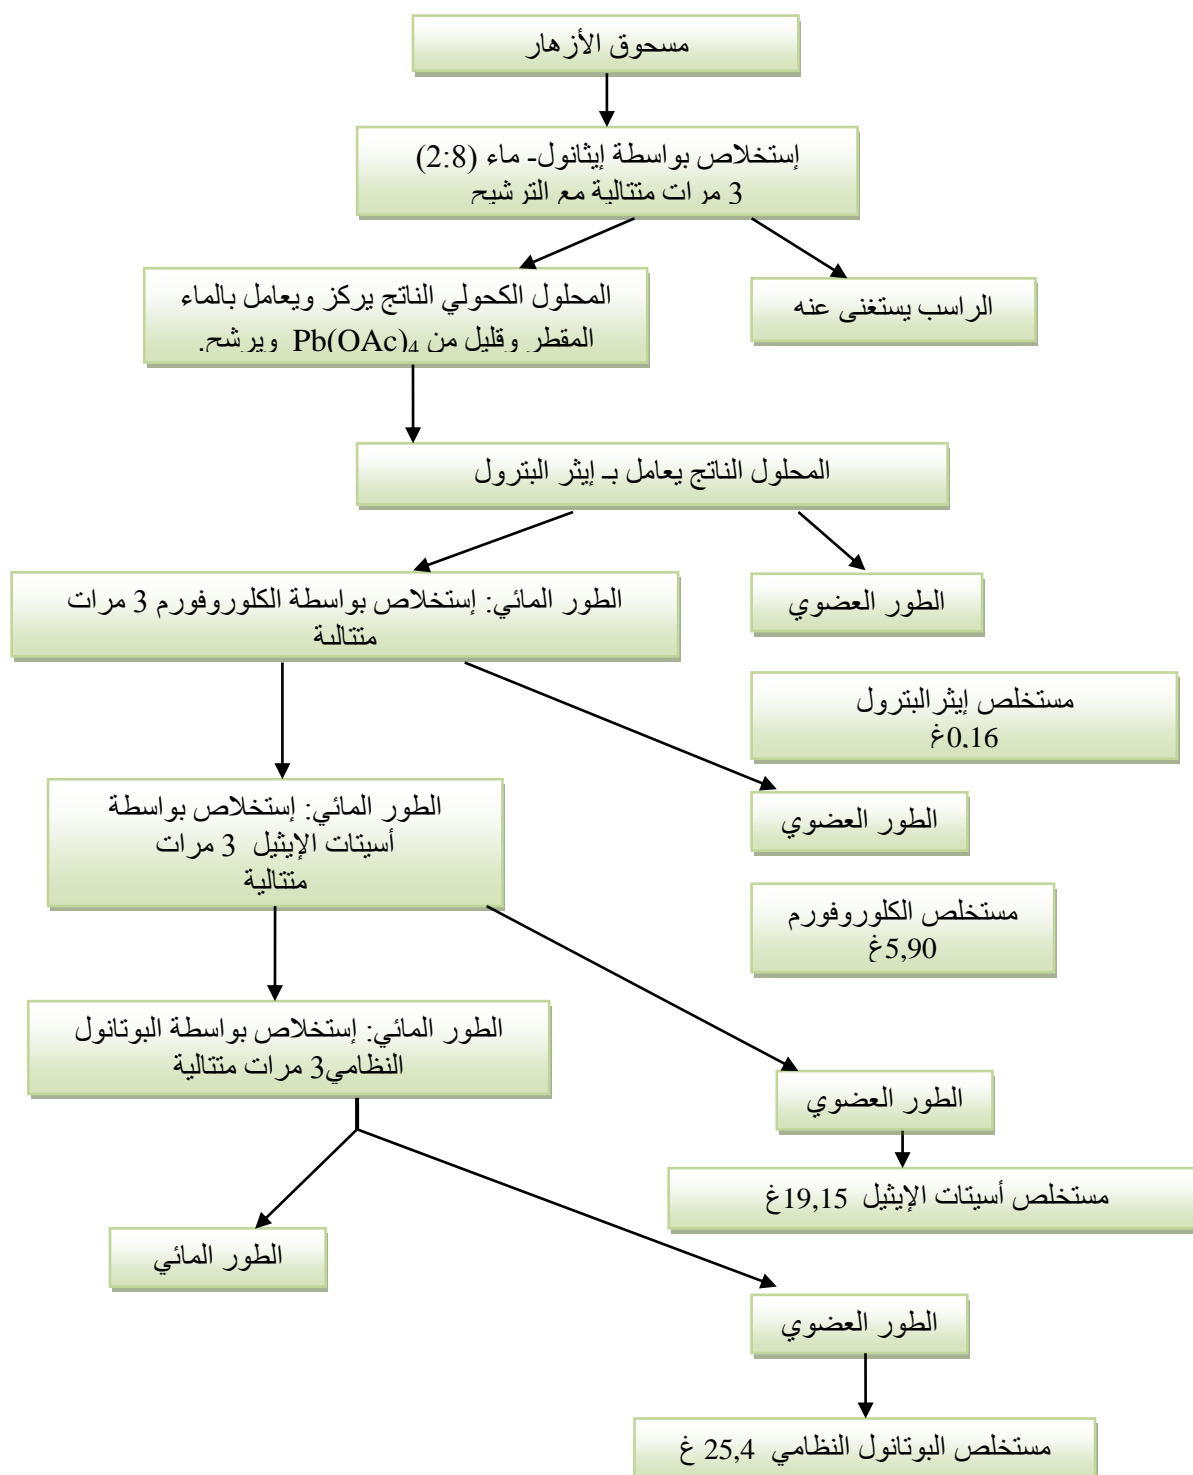 مسحوق الأزهار
إستخلاص بواسطة إيثانول- ماء (2:8)
3 مرات متتالية مع الترشيح
المحلول الكحولي الناتج يركز ويعامل بالماء
المقطر وقليل من Pb(OAc)₄ ويرشح.
الراسب يستغنى عنه
المحلول الناتج يعامل بـ إيثر البترول
الطور المائي: إستخلاص بواسطة الكلوروفورم 3 مرات
متتالية
الطور العضوي
مستخلص إيثرالبترول
0,16غ
الطور المائي: إستخلاص بواسطة
أسيتات الإيثيل 3 مرات
متتالية
الطور العضوي
مستخلص الكلوروفورم
5,90غ
الطور المائي: إستخلاص بواسطة البوتانول
النظامي3 مرات متتالية
الطور العضوي
مستخلص أسيتات الإيثيل 19,15غ
الطور المائي
الطور العضوي
مستخلص البوتانول النظامي 25,4 غ